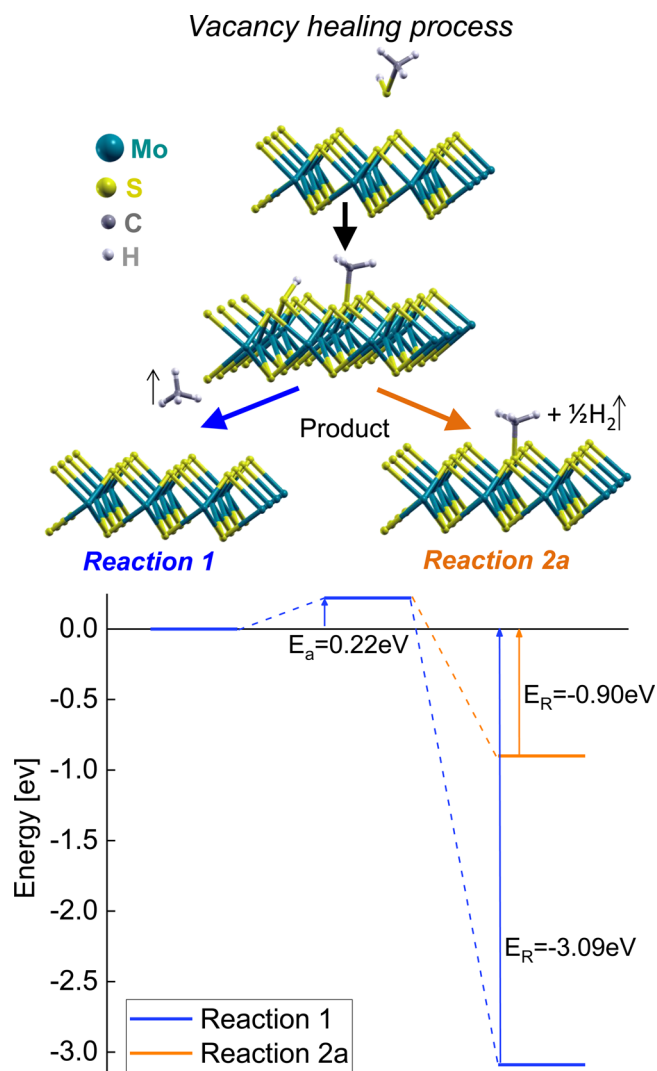 Vacancy healing process
Mo
S
C
H
Product
+ ½H₂↑
Reaction 1
Reaction 2a
0.0
-0.5
-1.0
-1.5
-2.0
-2.5
-3.0
Energy [ev]
Eₐ=0.22eV
E_R=-0.90eV
E_R=-3.09eV
Reaction 1
Reaction 2a